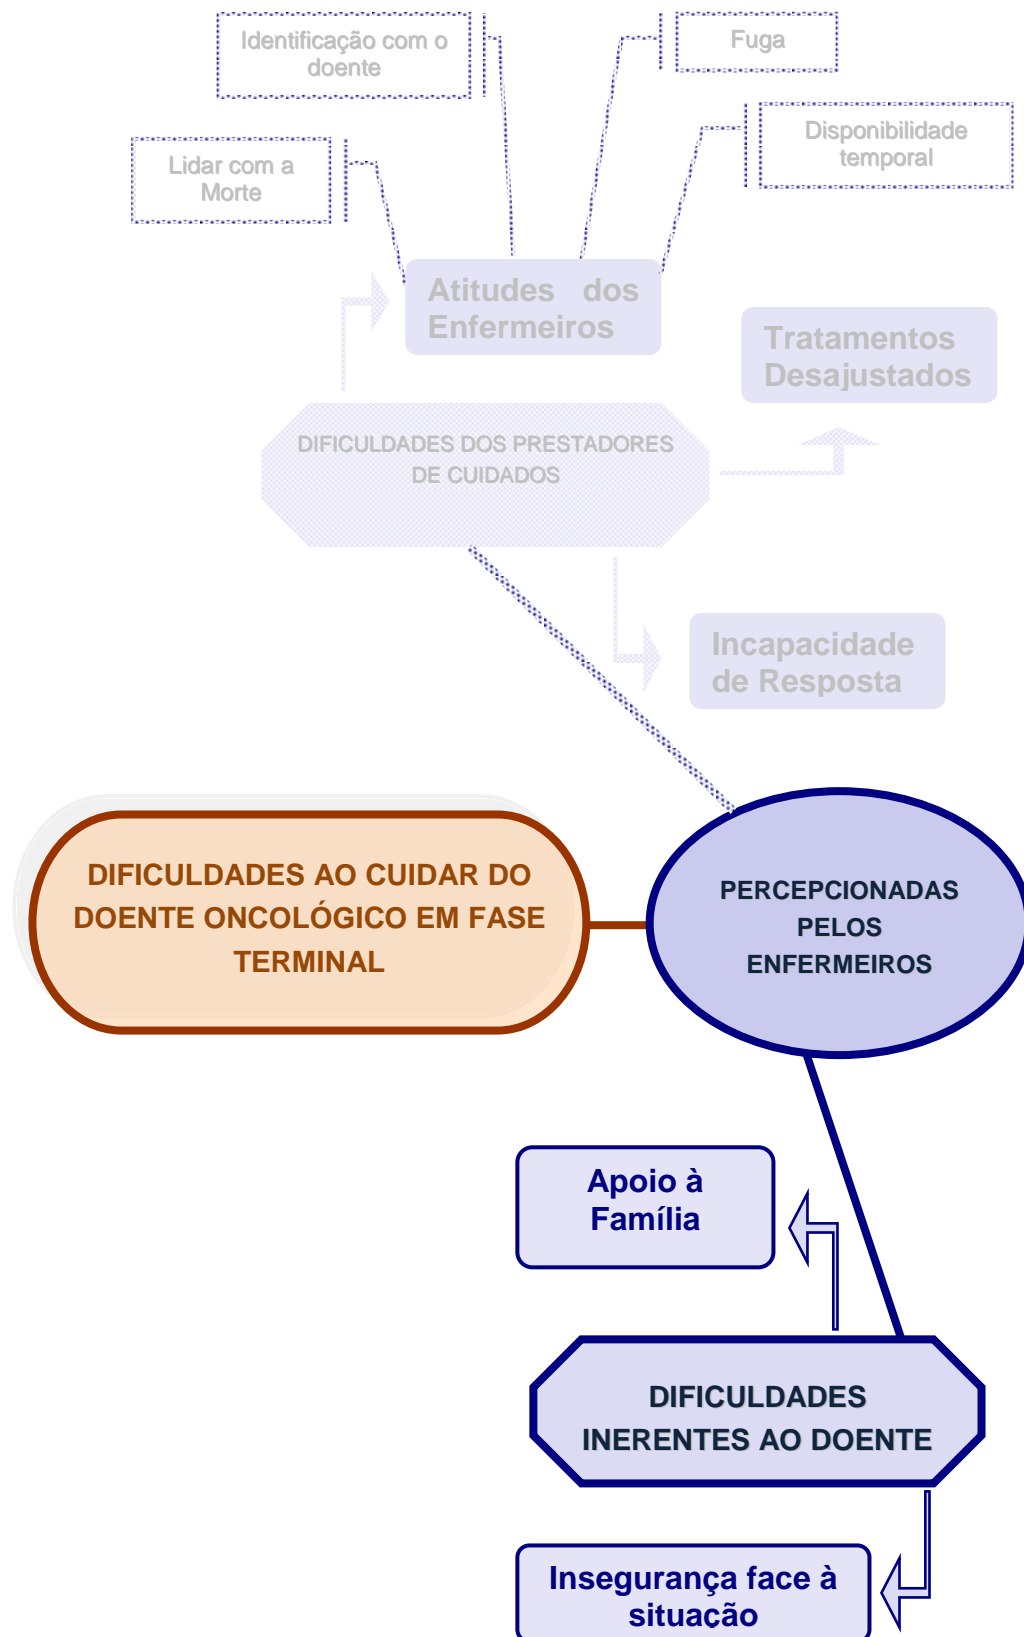 Identificação com o
doente
Fuga
Disponibilidade
temporal
Lidar com a
Morte
Atitudes dos
Enfermeiros
Tratamentos
Desajustados
DIFICULDADES DOS PRESTADORES
DE CUIDADOS
Incapacidade
de Resposta
DIFICULDADES AO CUIDAR DO
DOENTE ONCOLÓGICO EM FASE
TERMINAL
PERCEPCIONADAS
PELOS
ENFERMEIROS
Apoio à
Família
DIFICULDADES
INERENTES AO DOENTE
Insegurança face à
situação